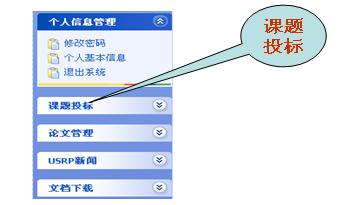 个人信息管理
修改密码
个人基本信息
退出系统
课题投标
论文管理
USRP新闻
文档下载
课题
投标